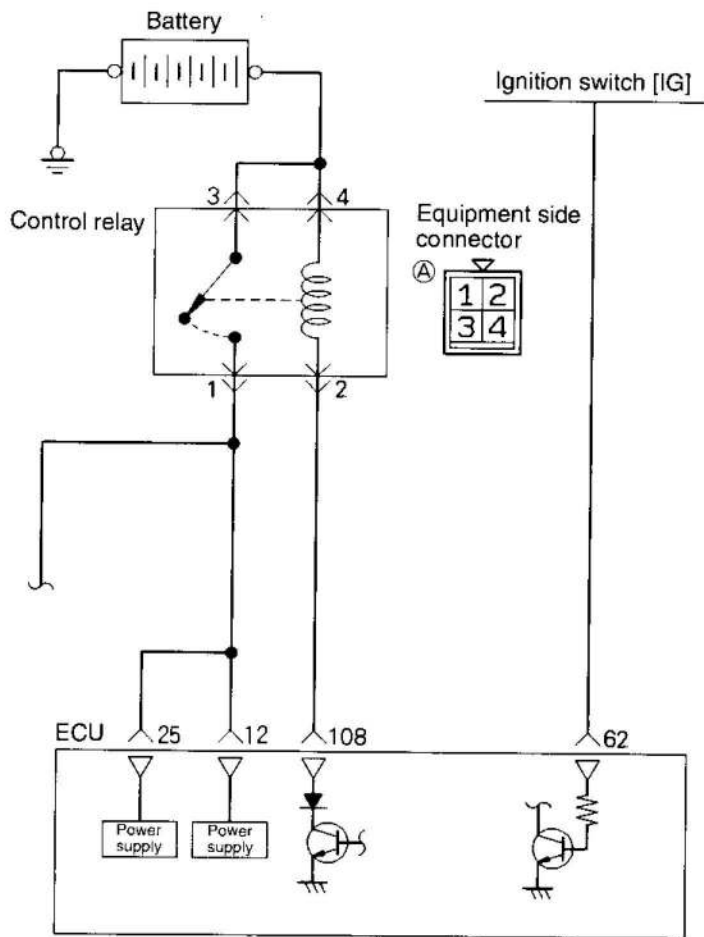 Battery
Ignition switch [IG]
3 4
Control relay
Equipment side
connector
A
1 2
3 4
1 2
ECU 25 12 108 62
Power
supply
Power
supply